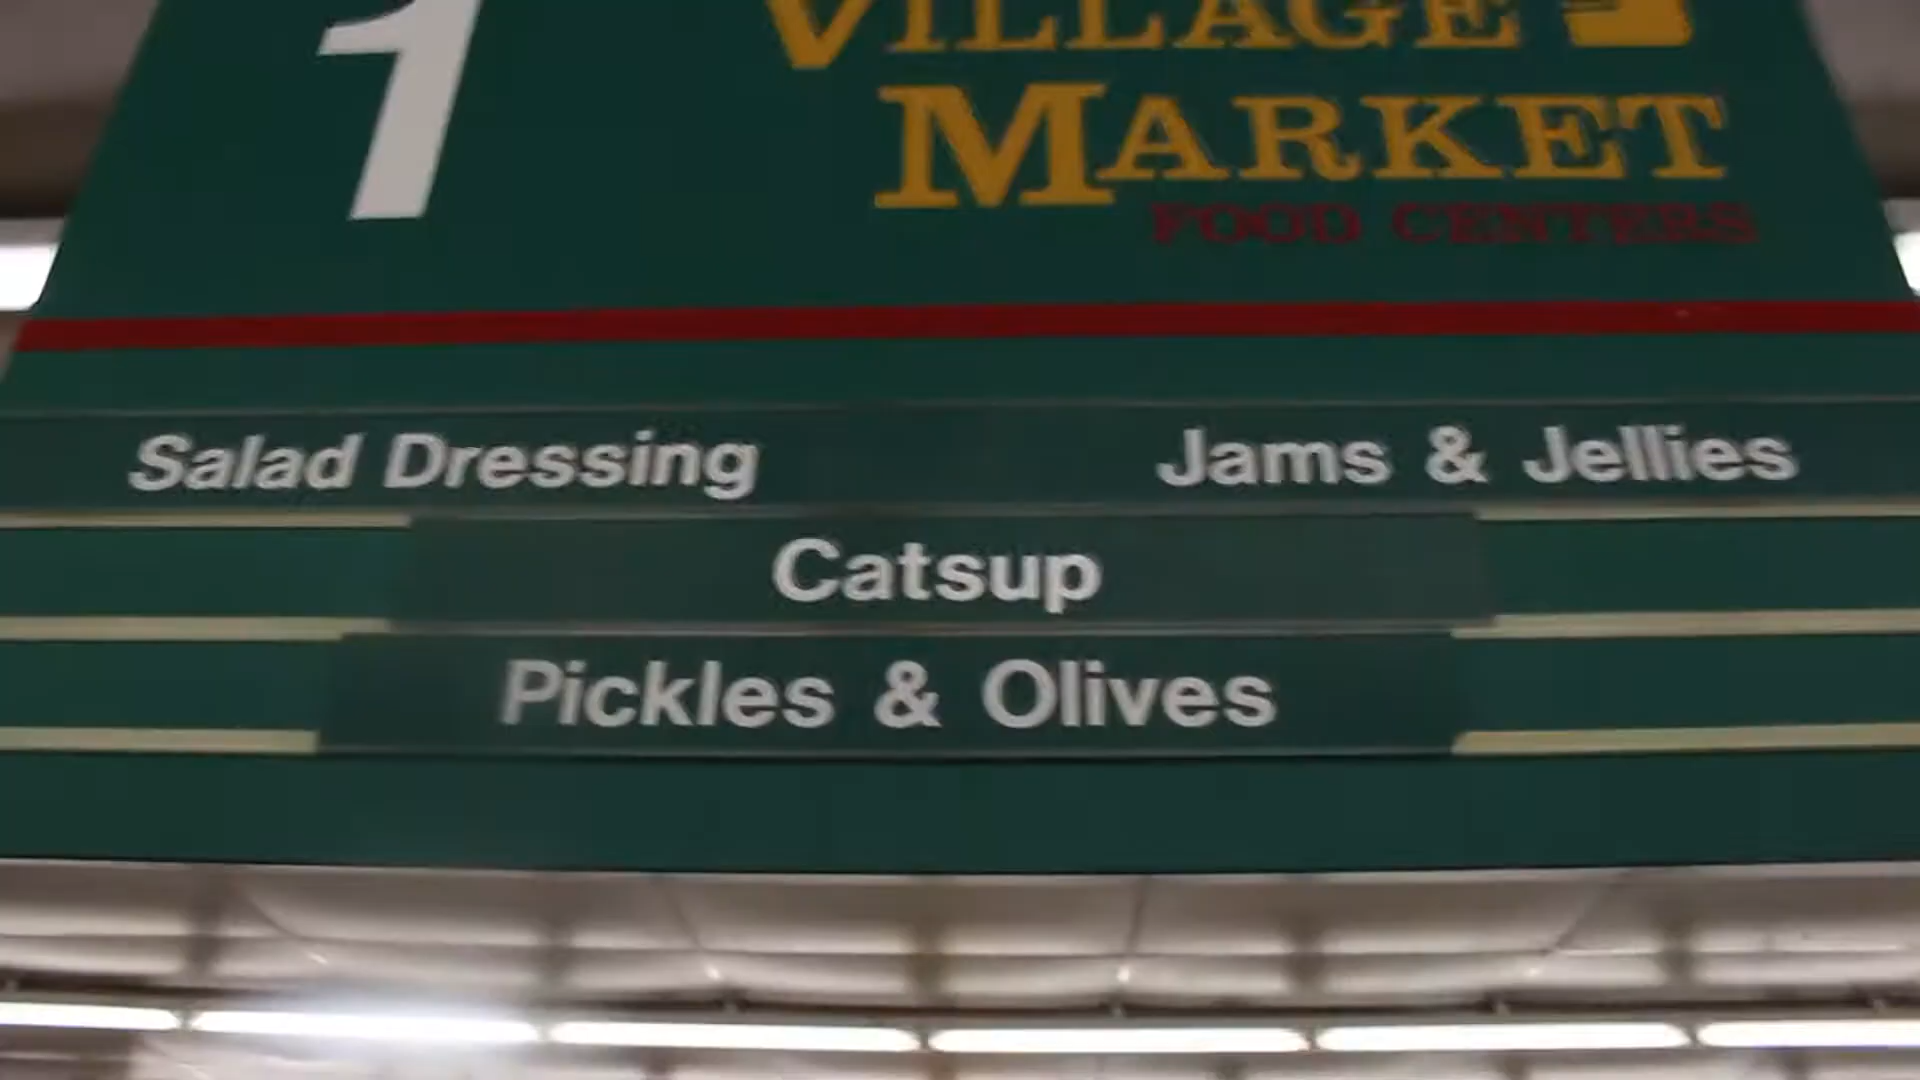 1
VILLAGE
MARKET
FOOD CENTERS
Salad Dressing
Jams & Jellies
Catsup
Pickles & Olives